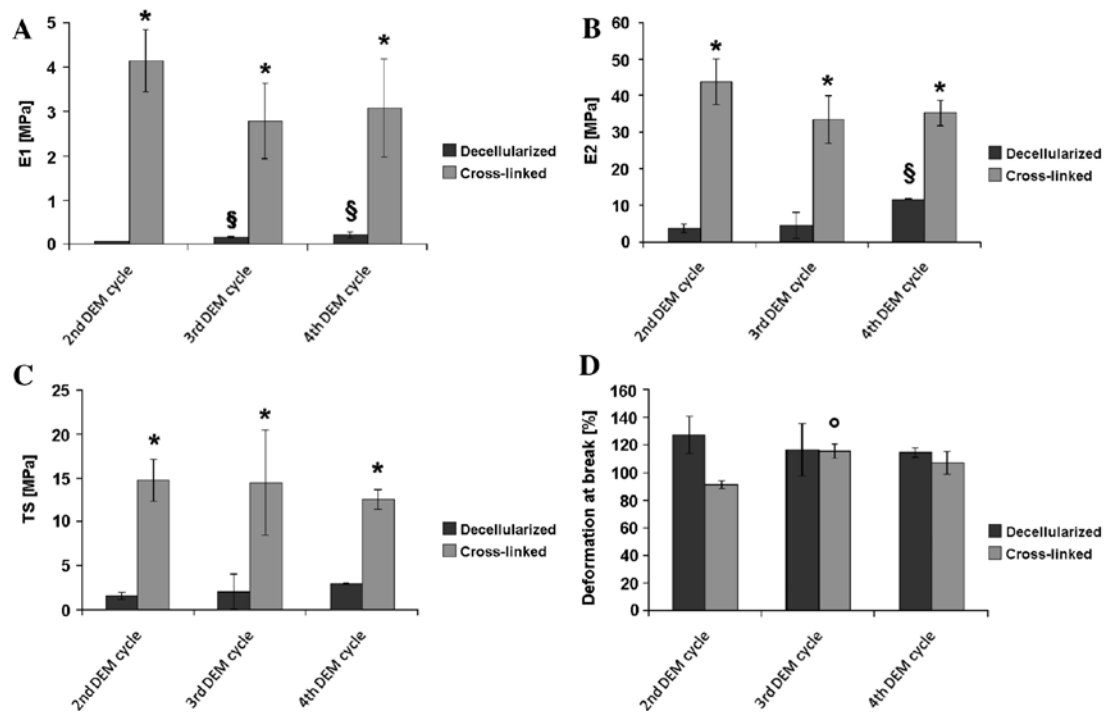 A
E1 [MPa]
5
4
3
2
1
0
* * *
§ §
Decellularized
Cross-linked
2nd DEM cycle
3rd DEM cycle
4th DEM cycle
B
E2 [MPa]
60
50
40
30
20
10
0
* * *
§
Decellularized
Cross-linked
2nd DEM cycle
3rd DEM cycle
4th DEM cycle
C
TS [MPa]
25
20
15
10
5
0
* * *
Decellularized
Cross-linked
2nd DEM cycle
3rd DEM cycle
4th DEM cycle
D
Deformation at break [%]
160
140
120
100
80
60
40
20
0
°
Decellularized
Cross-linked
2nd DEM cycle
3rd DEM cycle
4th DEM cycle